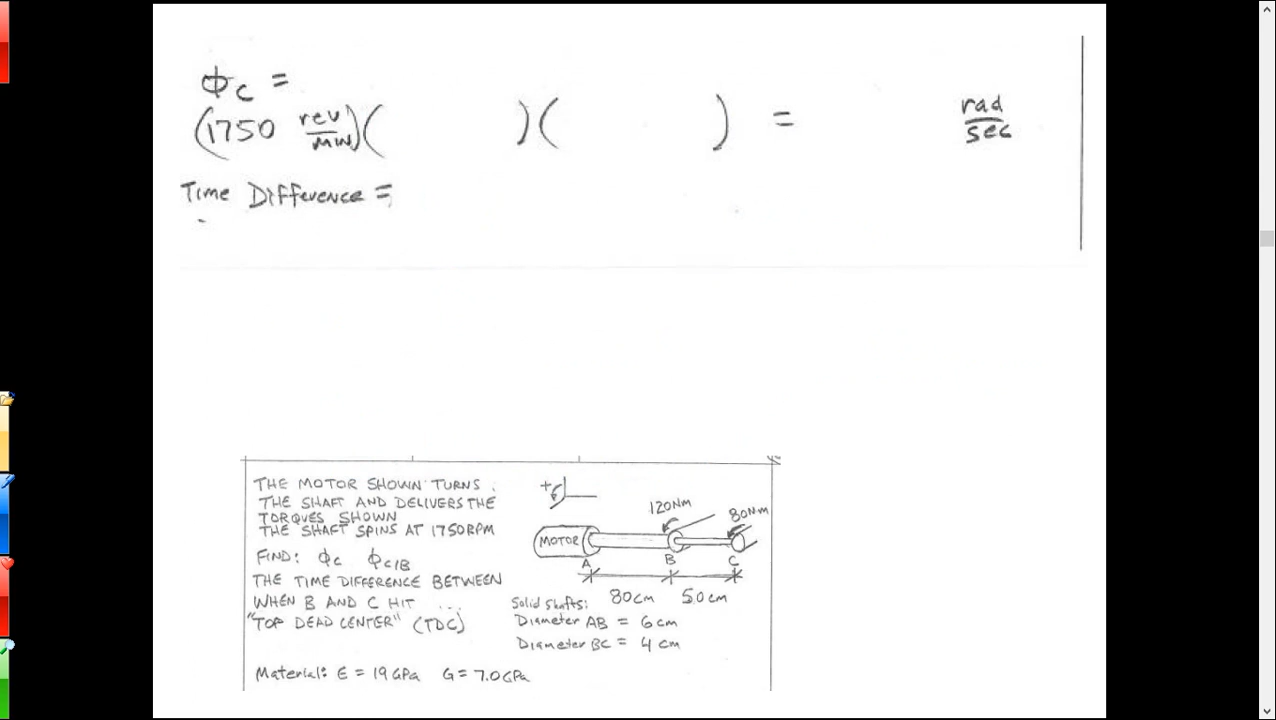 ϕc =
(1750 rev/MIN)( )( ) = rad/sec
Time Difference =
THE MOTOR SHOWN TURNS
THE SHAFT AND DELIVERS THE
TORQUES SHOWN
THE SHAFT SPINS AT 1750RPM
FIND: ϕc ϕC/B
THE TIME DIFFERENCE BETWEEN
WHEN B AND C HIT ...
"TOP DEAD CENTER" (TDC)
Material: E = 19 GPa G = 7.0 GPa
+
120NM
80NM
MOTOR
A B C
80cm 50cm
Solid shafts:
Diameter AB = 6cm
Diameter BC = 4 cm